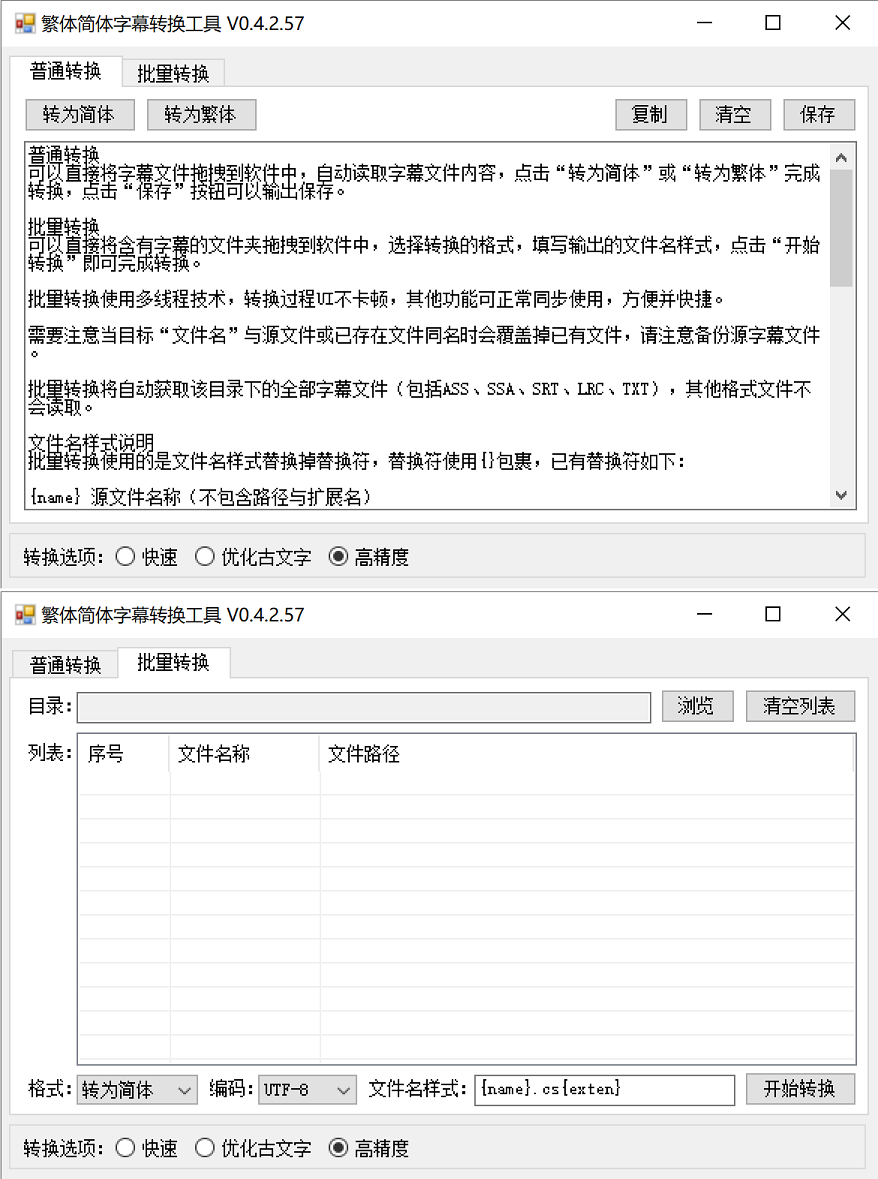 繁体简体字幕转换工具 V0.4.2.57
普通转换 批量转换
转为简体 转为繁体 复制 清空 保存
普通转换
可以直接将字幕文件拖拽到软件中，自动读取字幕文件内容，点击“转为简体”或“转为繁体”完成
转换，点击“保存”按钮可以输出保存。
批量转换
可以直接将含有字幕的文件夹拖拽到软件中，选择转换的格式，填写输出的文件名样式，点击“开始
转换”即可完成转换。
批量转换使用多线程技术，转换过程UI不卡顿，其他功能可正常同步使用，方便并快捷。
需要注意当目标“文件名”与源文件或已存在文件同名时会覆盖掉已有文件，请注意备份源字幕文件
。
批量转换将自动获取该目录下的全部字幕文件（包括ASS、SSA、SRT、LRC、TXT），其他格式文件不
会读取。
文件名样式说明
批量转换使用的是文件名样式替换掉替换符，替换符使用{}包裹，已有替换符如下：
{name} 源文件名称（不包含路径与扩展名）
转换选项： 快速 优化古文字 高精度
繁体简体字幕转换工具 V0.4.2.57
普通转换 批量转换
目录： 浏览 清空列表
列表： 序号 文件名称 文件路径
格式： 转为简体 编码： UTF-8 文件名样式： {name}.cs{exten} 开始转换
转换选项： 快速 优化古文字 高精度